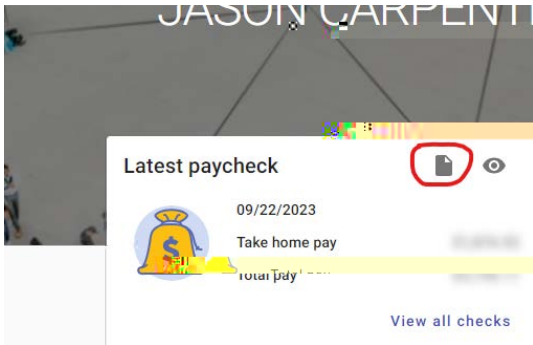 JASON CARPENT
Latest paycheck
09/22/2023
Take home pay
Total pay
View all checks